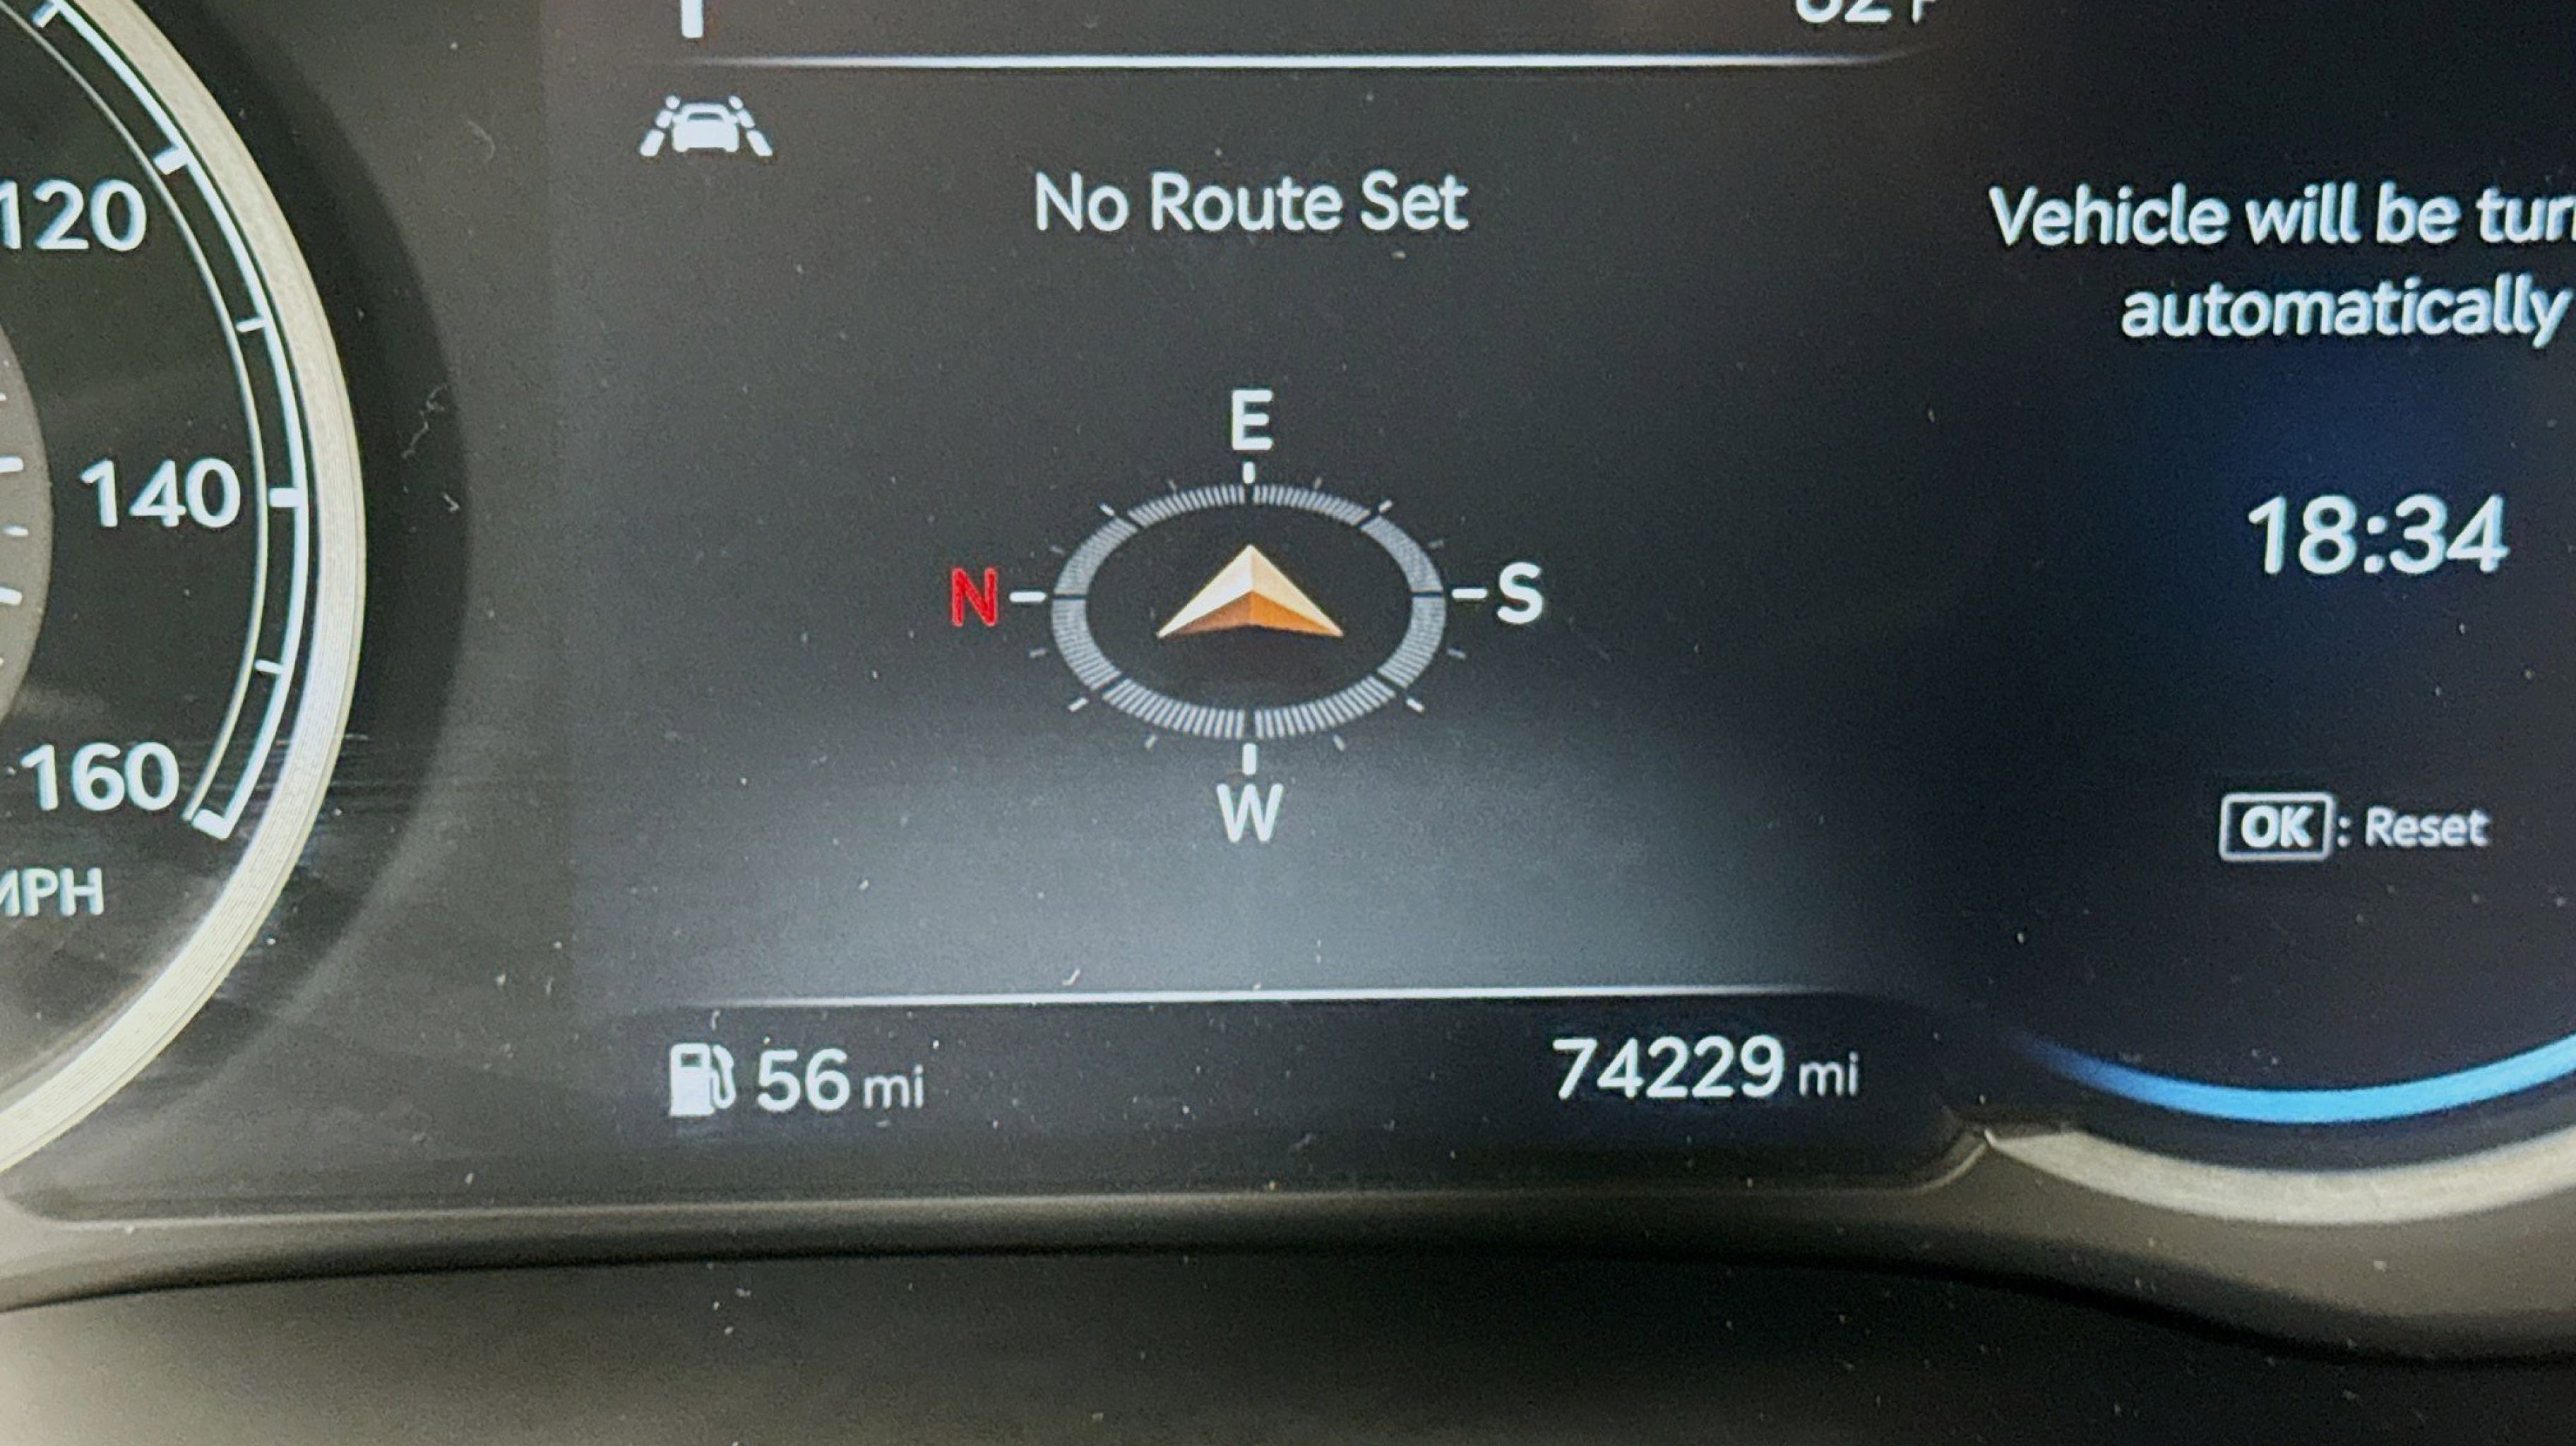 120
140
160
MPH
No Route Set
E
N
S
W
56 mi
74229 mi
Vehicle will be
automatically
18:34
OK : Reset